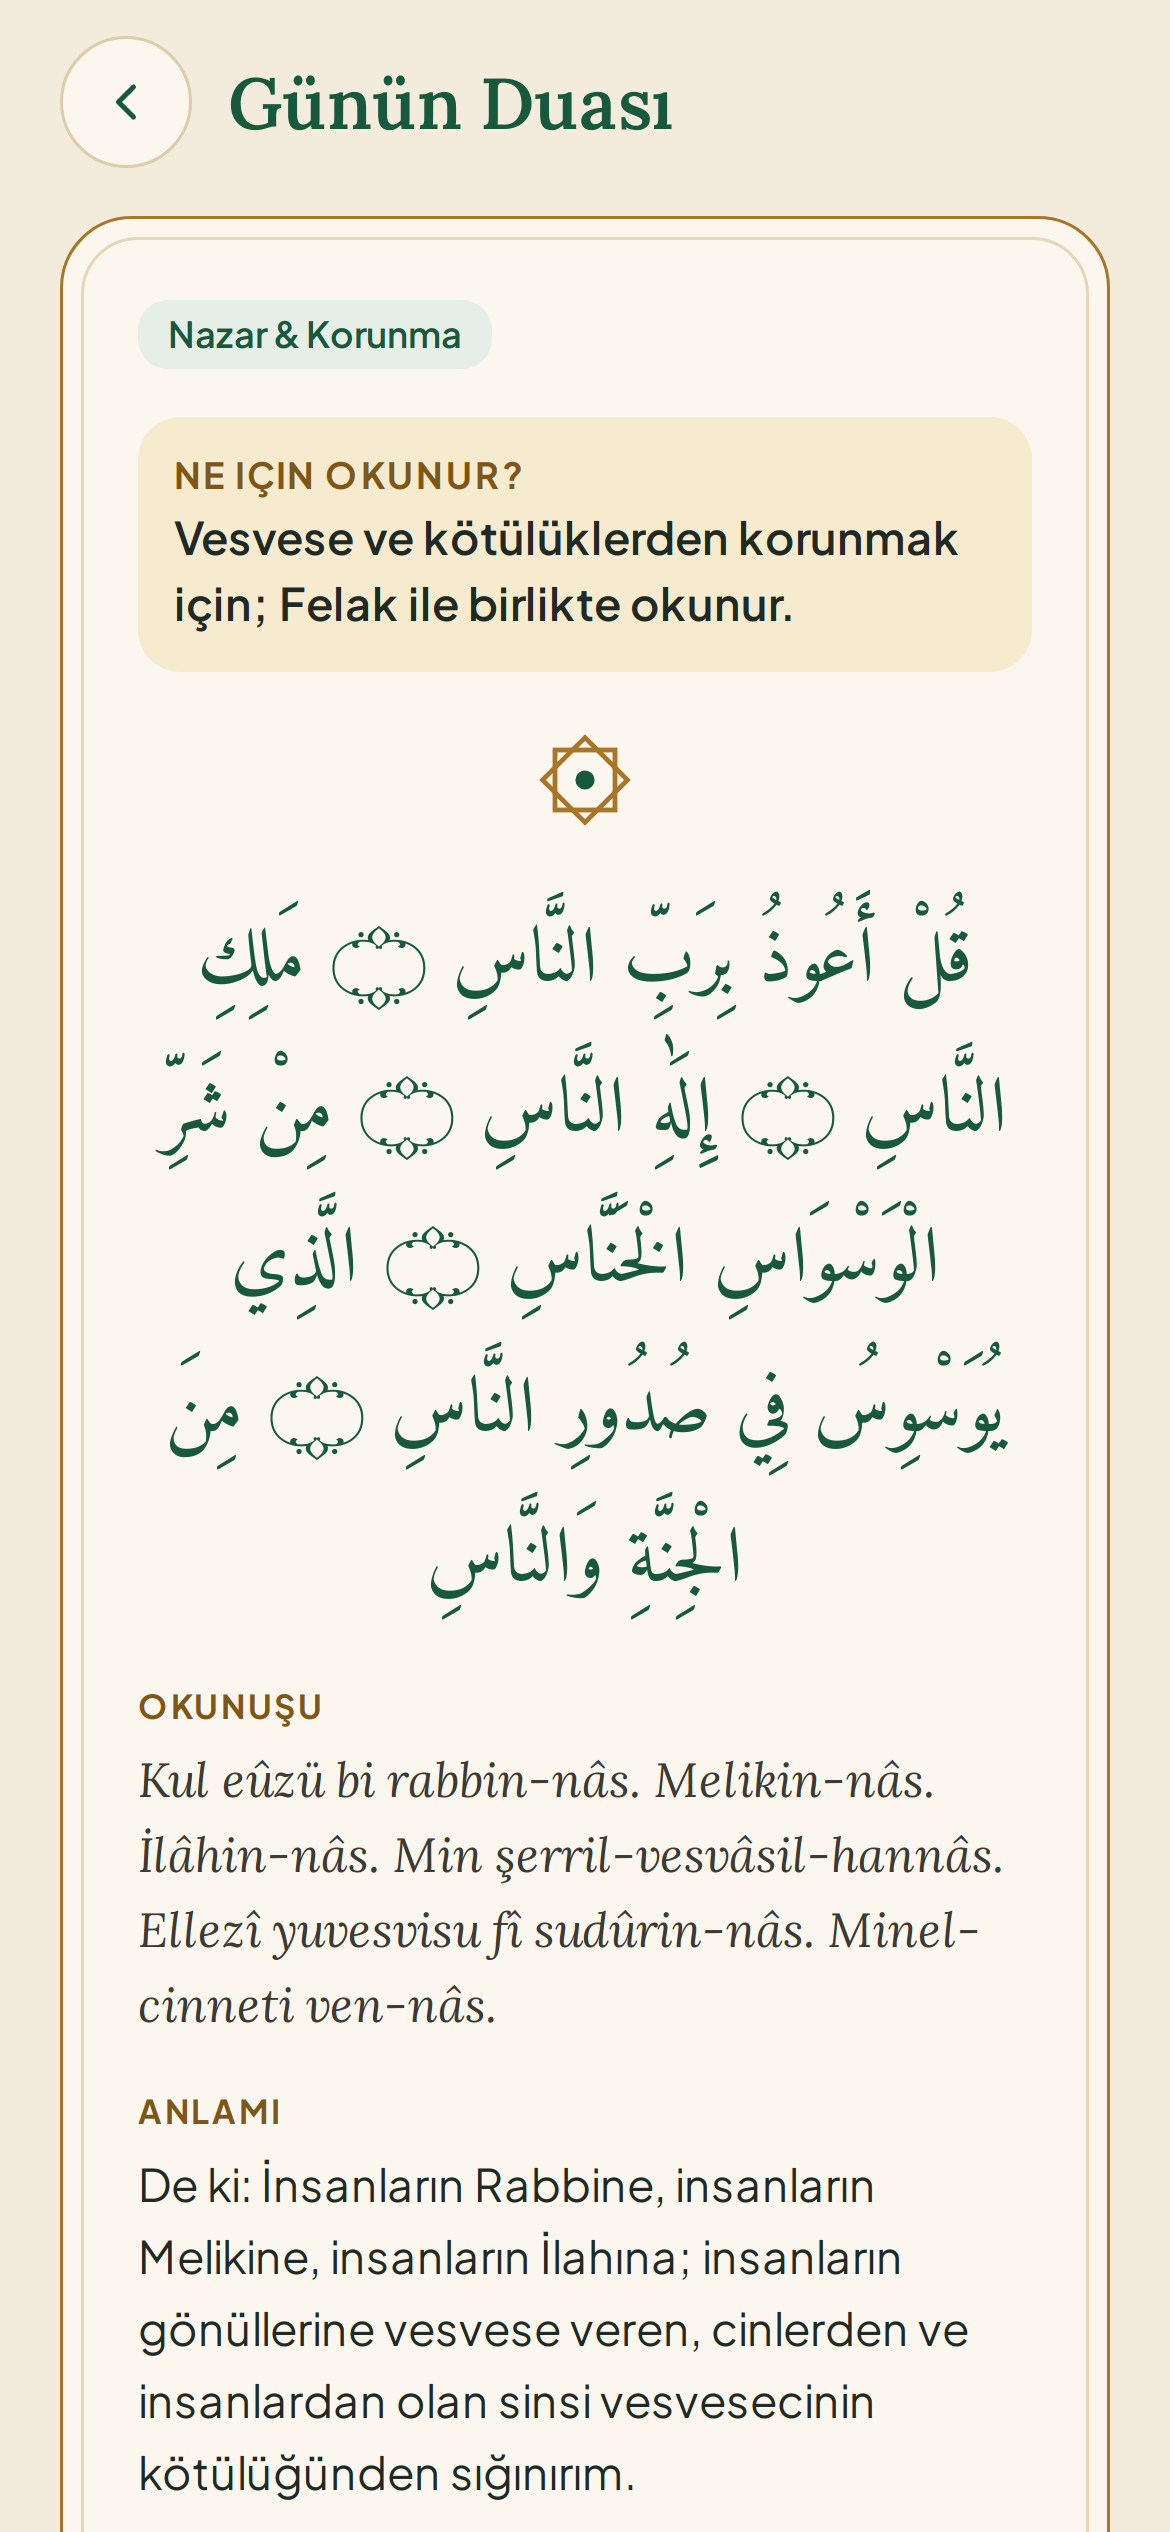 Günün Duası
Nazar & Korunma
NE IÇIN OKUNUR?
Vesvese ve kötülüklerden korunmak
için; Felak ile birlikte okunur.
قُلْ أَعُوذُ بِرَبِّ النَّاسِ ۝ مَلِكِ
النَّاسِ ۝ إِلَٰهِ النَّاسِ ۝ مِنْ شَرِّ
الْوَسْوَاسِ الْخَنَّاسِ ۝ الَّذِي
يُوَسْوِسُ فِي صُدُورِ النَّاسِ ۝ مِنَ
الْجِنَّةِ وَالنَّاسِ
OKUNUŞU
Kul eûzü bi rabbin-nâs. Melikin-nâs.
İlâhin-nâs. Min şerril-vesvâsil-hannâs.
Ellezî yuvesvisu fî sudûrin-nâs. Minel-
cinneti ven-nâs.
ANLAMI
De ki: İnsanların Rabbine, insanların
Melikine, insanların İlahına; insanların
gönüllerine vesvese veren, cinlerden ve
insanlardan olan sinsi vesvesecinin
kötülüğünden sığınırım.